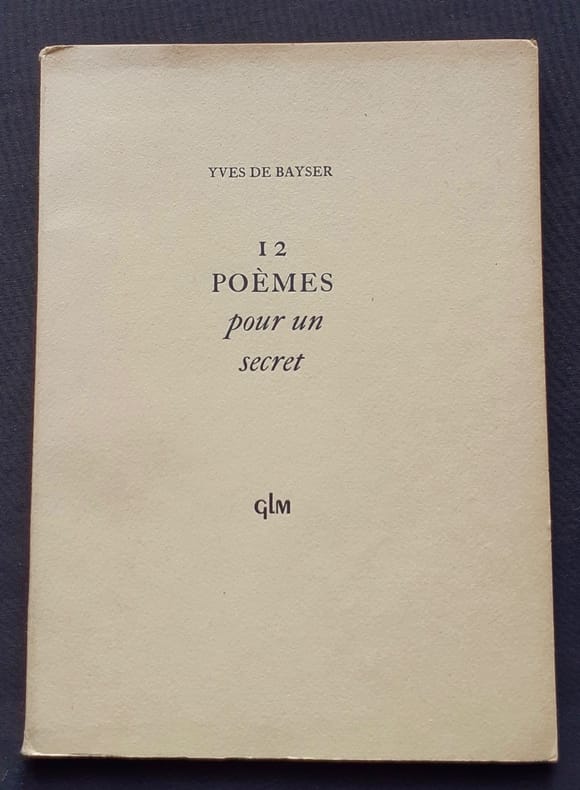 YVES DE BAYSER
12
POÈMES
pour un
secret
GLM